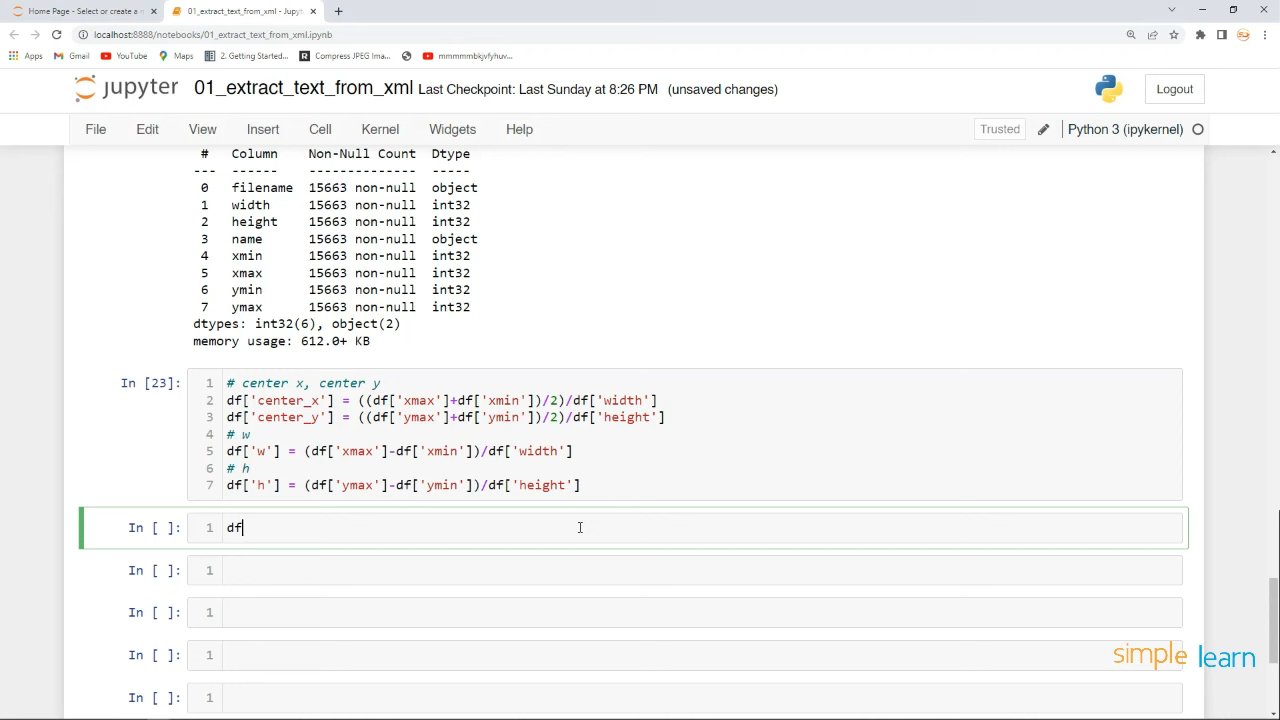 Home Page - Select or create a n
01_extract_text_from_xml - Jupyt
localhost:8888/notebooks/01_extract_text_from_xml.ipynb
Apps Gmail YouTube Maps 2. Getting Started... Compress JPEG Ima... mmmmmbkjvfyhuv...
jupyter 01_extract_text_from_xml Last Checkpoint: Last Sunday at 8:26 PM (unsaved changes) Logout
File Edit View Insert Cell Kernel Widgets Help Trusted Python 3 (ipykernel)
# Column Non-Null Count Dtype
--- ------ -------------- -----
0 filename 15663 non-null object
1 width 15663 non-null int32
2 height 15663 non-null int32
3 name 15663 non-null object
4 xmin 15663 non-null int32
5 xmax 15663 non-null int32
6 ymin 15663 non-null int32
7 ymax 15663 non-null int32
dtypes: int32(6), object(2)
memory usage: 612.0+ KB
In [23]: 1 # center x, center y
2 df['center_x'] = ((df['xmax']+df['xmin'])/2)/df['width']
3 df['center_y'] = ((df['ymax']+df['ymin'])/2)/df['height']
4 # w
5 df['w'] = (df['xmax']-df['xmin'])/df['width']
6 # h
7 df['h'] = (df['ymax']-df['ymin'])/df['height']
In [ ]: 1 df
In [ ]: 1
In [ ]: 1
In [ ]: 1
In [ ]: 1
simplelearn